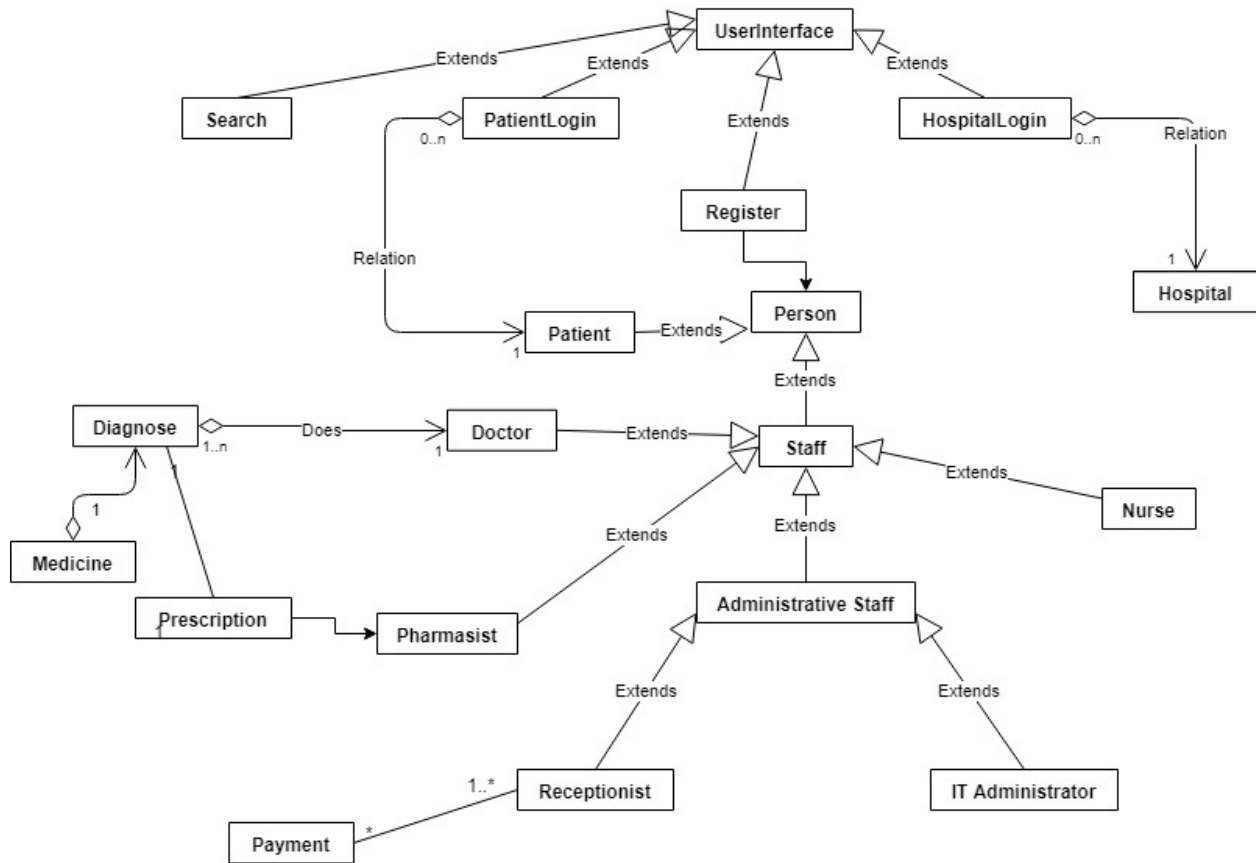 UserInterface
Extends
Extends
Extends
Search
PatientLogin
HospitalLogin
Extends
0..n
0..n
Relation
Register
Relation
1
Hospital
Person
Patient
Extends
1
Extends
Diagnose
Does
Doctor
Extends
Staff
1..n
1
1
Extends
Nurse
1
Extends
Extends
Medicine
Prescription
1
Pharmasist
Administrative Staff
Extends
Extends
Receptionist
IT Administrator
1..*
*
Payment